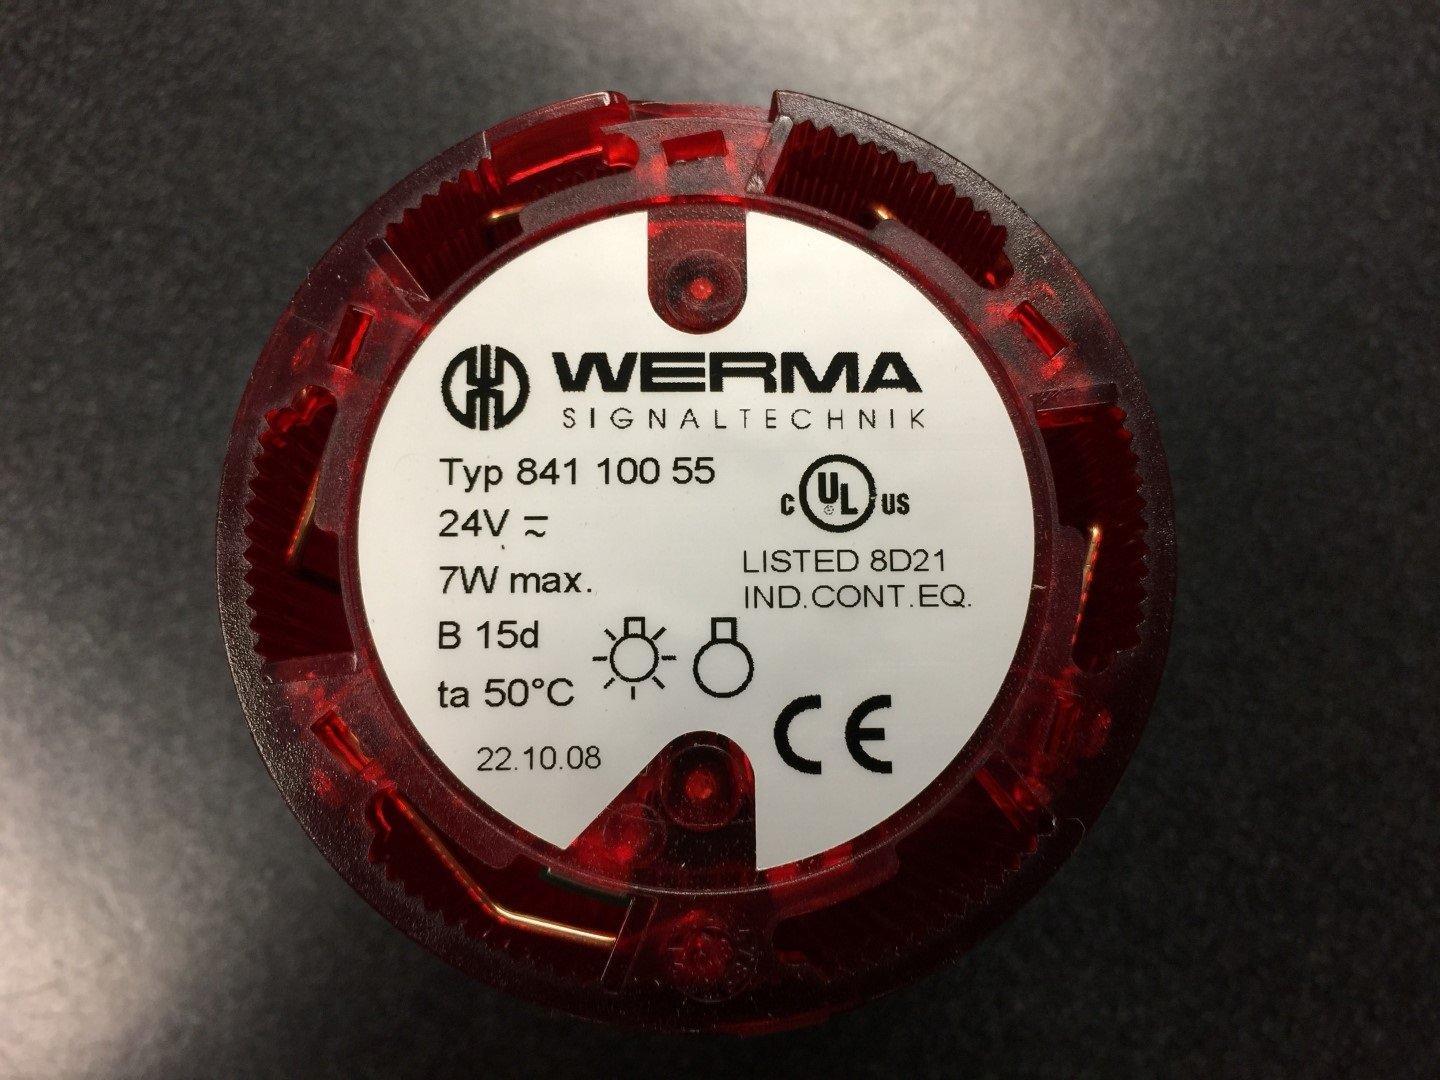 WERMA
SIGNALTECHNIK
Typ 841 100 55
24V ⎓ ~
7W max.
B 15d
ta 50°C
22.10.08
C UL US
LISTED 8D21
IND.CONT.EQ.
CE